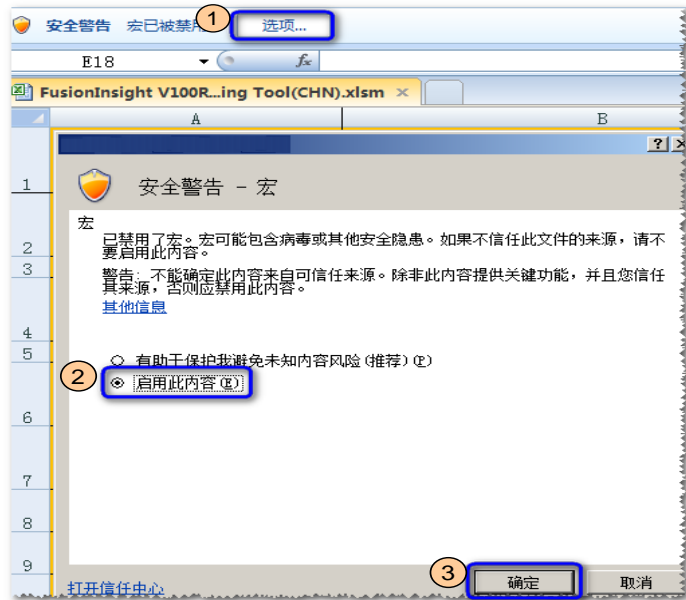 1
安全警告 宏已被禁用 选项...
E18 fx
FusionInsight V100R...ing Tool(CHN).xlsm ×
A B
? ×
1
安全警告 - 宏
宏
2
已禁用了宏。宏可能包含病毒或其他安全隐患。如果不信任此文件的来源，请不
要启用此内容。
3
警告: 不能确定此内容来自可信任来源。除非此内容提供关键功能，并且您信任
其来源，否则应禁用此内容。
其他信息
4
5
有助于保护我避免未知内容风险(推荐)(P)
2
启用此内容(E)
6
7
8
9
3
确定 取消
打开信任中心